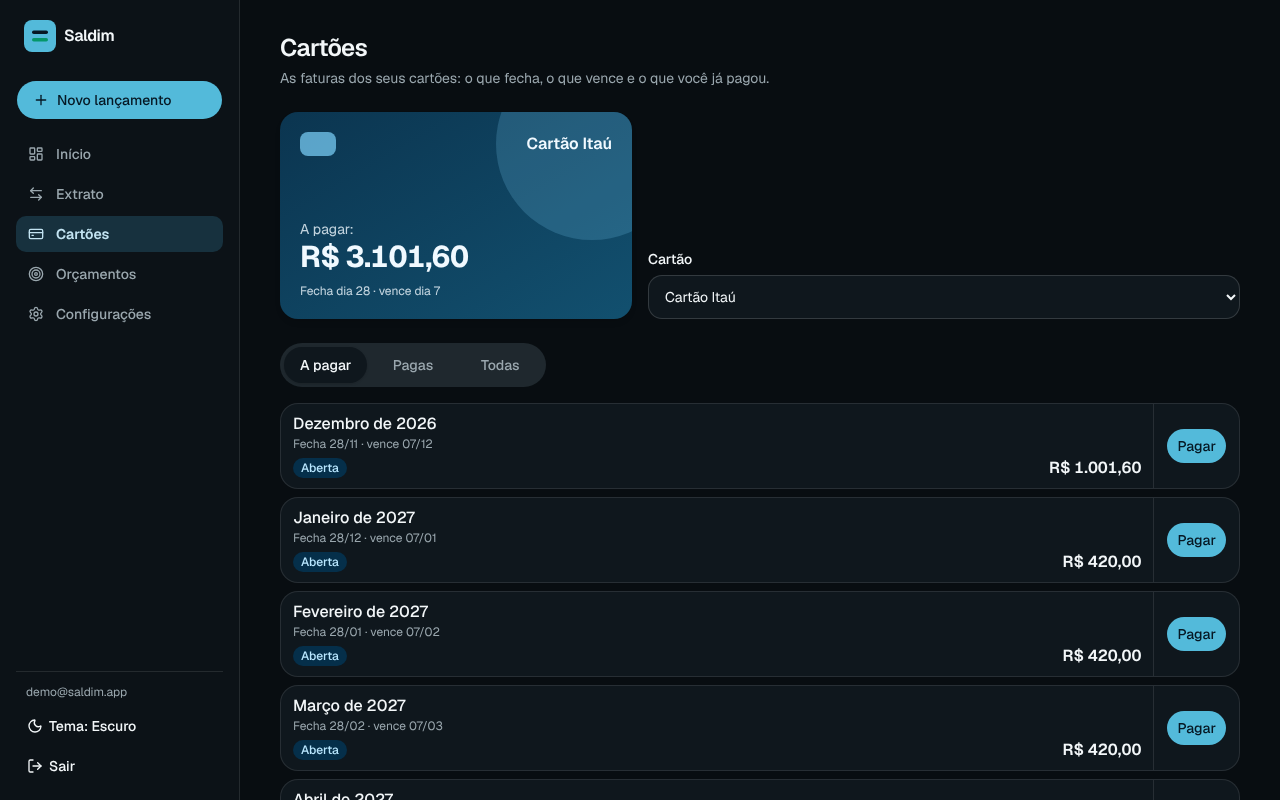 Saldim
Novo lançamento
Início
Extrato
Cartões
Orçamentos
Configurações
demo@saldim.app
Tema: Escuro
Sair
Cartões
As faturas dos seus cartões: o que fecha, o que vence e o que você já pagou.
Cartão Itaú
A pagar:
R$ 3.101,60
Fecha dia 28 · vence dia 7
Cartão
Cartão Itaú
A pagar
Pagas
Todas
Dezembro de 2026
Fecha 28/11 · vence 07/12
Aberta
R$ 1.001,60
Pagar
Janeiro de 2027
Fecha 28/12 · vence 07/01
Aberta
R$ 420,00
Pagar
Fevereiro de 2027
Fecha 28/01 · vence 07/02
Aberta
R$ 420,00
Pagar
Março de 2027
Fecha 28/02 · vence 07/03
Aberta
R$ 420,00
Pagar
Abril de 2027